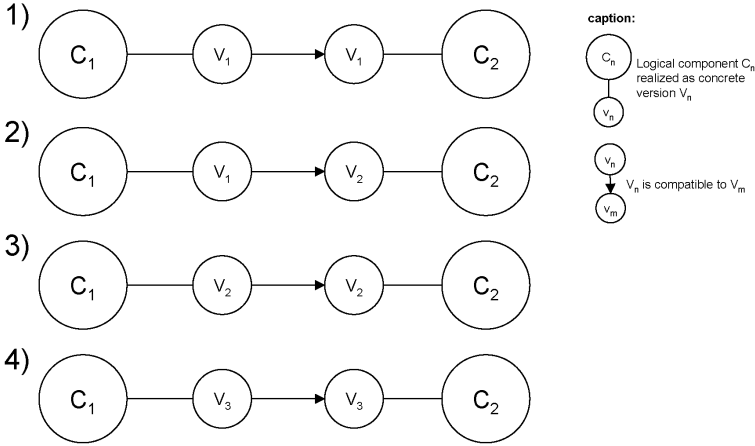 1) C1 V1 V1 C2
2) C1 V1 V2 C2
3) C1 V2 V2 C2
4) C1 V3 V3 C2
caption:
Cn
Logical component Cn
realized as concrete
version Vn
vn
vn
Vn is compatible to Vm
vm